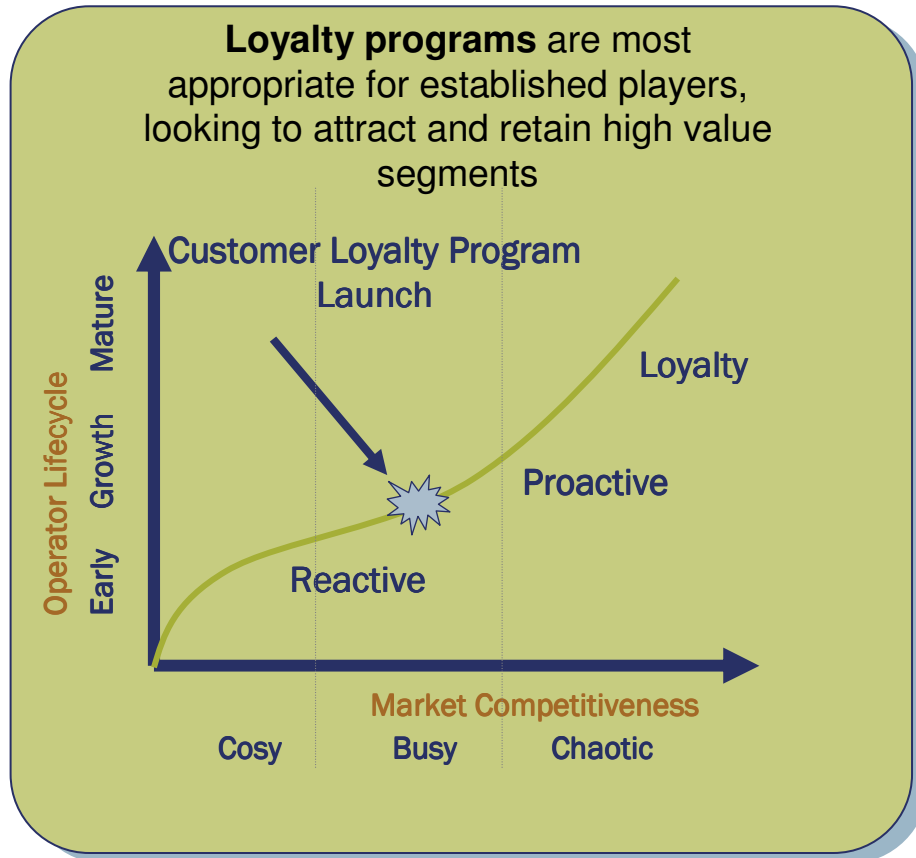 Loyalty programs are most
appropriate for established players,
looking to attract and retain high value
segments
Customer Loyalty Program
Launch
Operator Lifecycle
Mature
Growth
Early
Loyalty
Proactive
Reactive
Market Competitiveness
Cosy
Busy
Chaotic